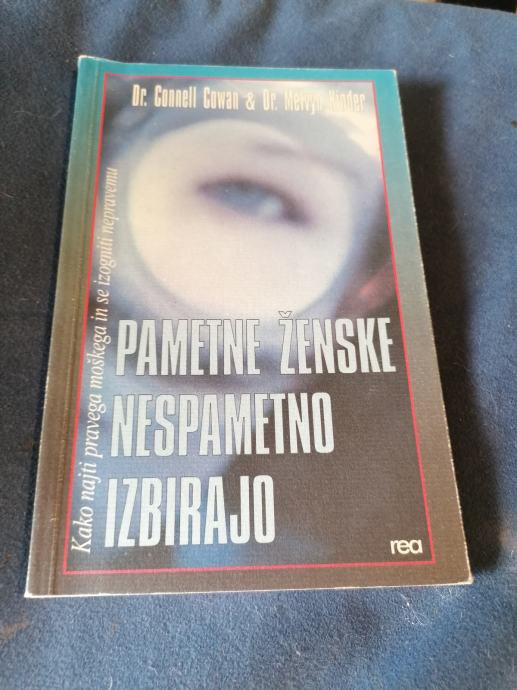 Dr. Connell Cowan & Dr. Melvyn Kinder
Kako najti pravega moškega in se izogniti nepravemu
PAMETNE ŽENSKE
NESPAMETNO
IZBIRAJO
rea